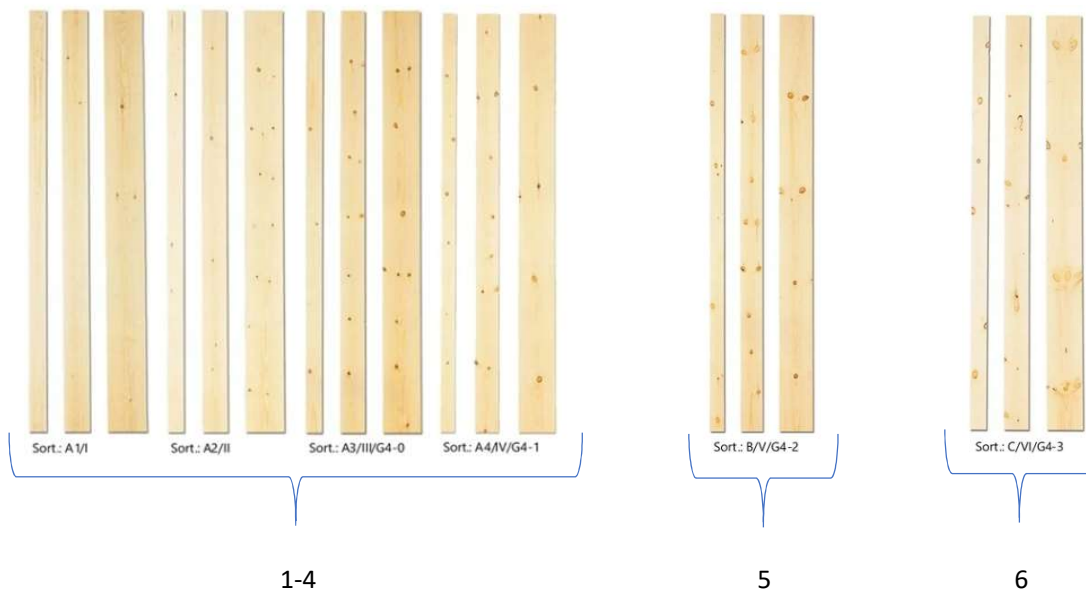 Sort.: A1/I
Sort.: A2/II
Sort.: A3/III/G4-0
Sort.: A4/IV/G4-1
Sort.: B/V/G4-2
Sort.: C/VI/G4-3
1-4
5
6